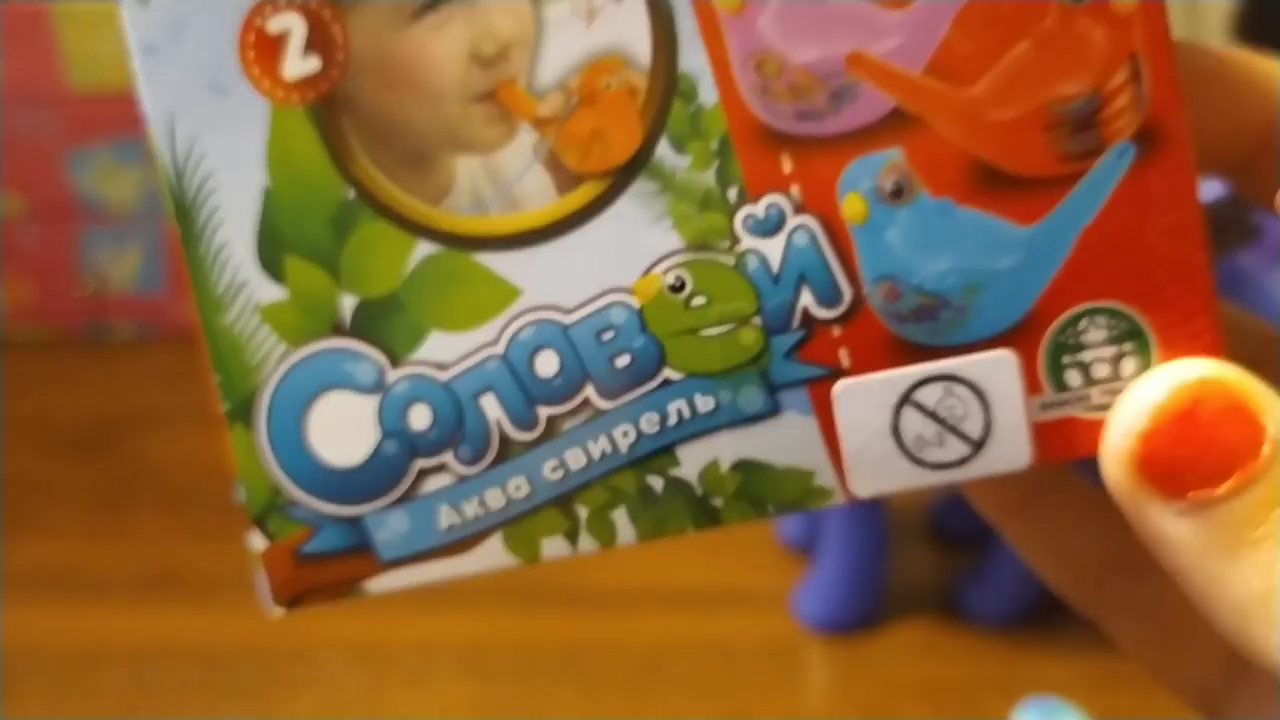 2
Соловей
Аква свирель